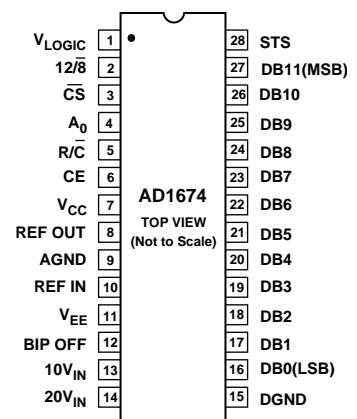 V_LOGIC 1
12/8̅ 2
C̅S̅ 3
A₀ 4
R/C̅ 5
CE 6
V_CC 7
REF OUT 8
AGND 9
REF IN 10
V_EE 11
BIP OFF 12
10V_IN 13
20V_IN 14
AD1674
TOP VIEW
(Not to Scale)
28 STS
27 DB11(MSB)
26 DB10
25 DB9
24 DB8
23 DB7
22 DB6
21 DB5
20 DB4
19 DB3
18 DB2
17 DB1
16 DB0(LSB)
15 DGND